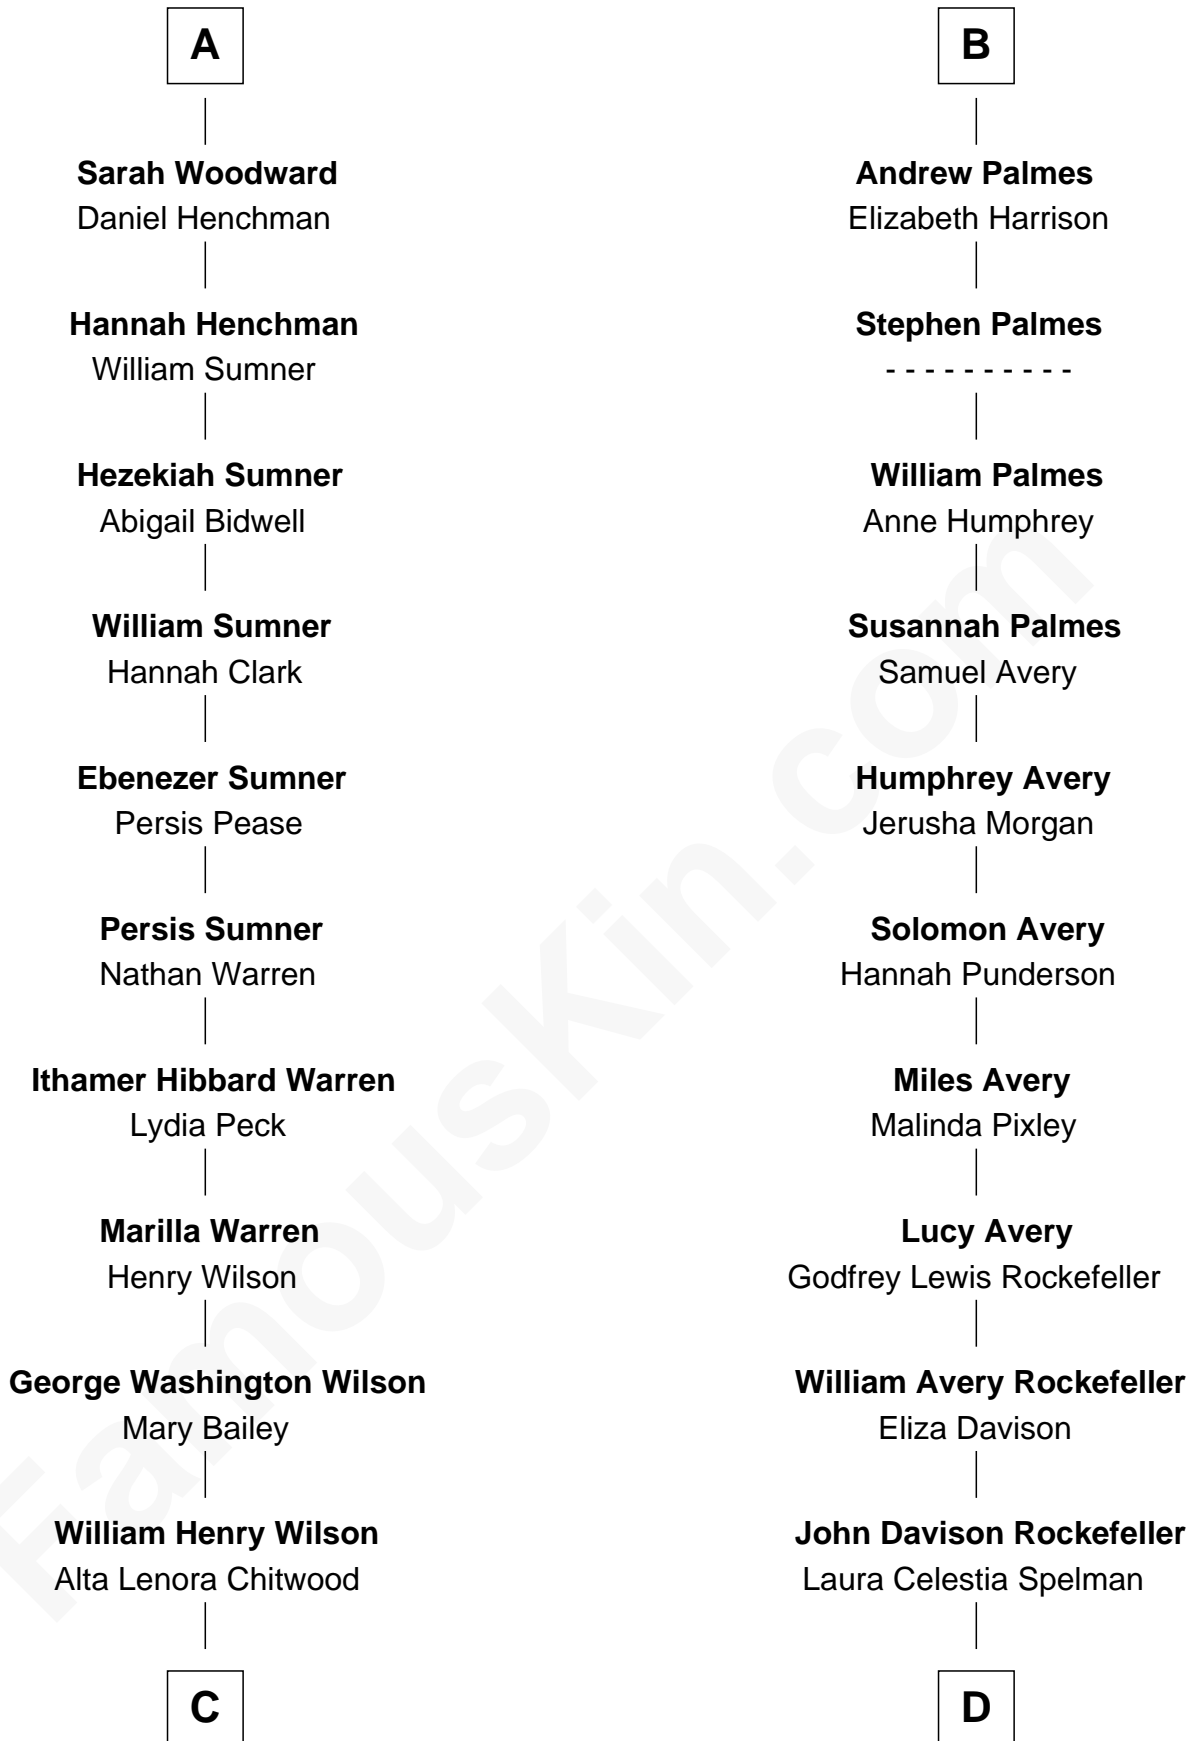 A
Sarah Woodward
Daniel Henchman
Hannah Henchman
William Sumner
Hezekiah Sumner
Abigail Bidwell
William Sumner
Hannah Clark
Ebenezer Sumner
Persis Pease
Persis Sumner
Nathan Warren
Ithamer Hibbard Warren
Lydia Peck
Marilla Warren
Henry Wilson
George Washington Wilson
Mary Bailey
William Henry Wilson
Alta Lenora Chitwood
C
B
Andrew Palmes
Elizabeth Harrison
Stephen Palmes
- - - - - - - - - -
William Palmes
Anne Humphrey
Susannah Palmes
Samuel Avery
Humphrey Avery
Jerusha Morgan
Solomon Avery
Hannah Punderson
Miles Avery
Malinda Pixley
Lucy Avery
Godfrey Lewis Rockefeller
William Avery Rockefeller
Eliza Davison
John Davison Rockefeller
Laura Celestia Spelman
D
FamousKin.com